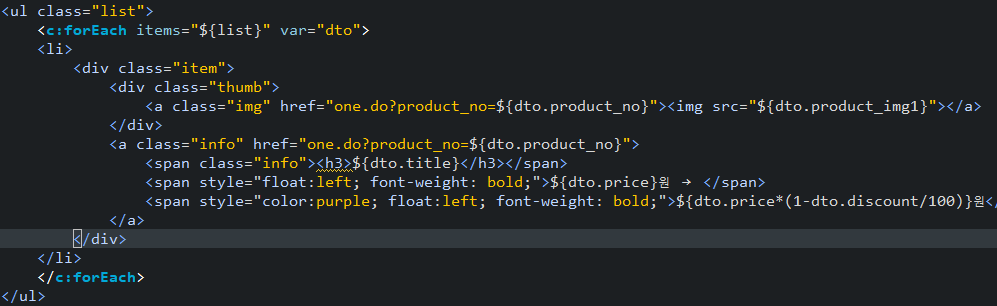 <ul class="list">
<c:forEach items="${list}" var="dto">
<li>
<div class="item">
<div class="thumb">
<a class="img" href="one.do?product_no=${dto.product_no}"><img src="${dto.product_img1}"></a>
</div>
<a class="info" href="one.do?product_no=${dto.product_no}">
<span class="info"><h3>${dto.title}</h3></span>
<span style="float:left; font-weight: bold;">${dto.price}원 → </span>
<span style="color:purple; float:left; font-weight: bold;">${dto.price*(1-dto.discount/100)}원</
</a>
</div>
</li>
</c:forEach>
</ul>